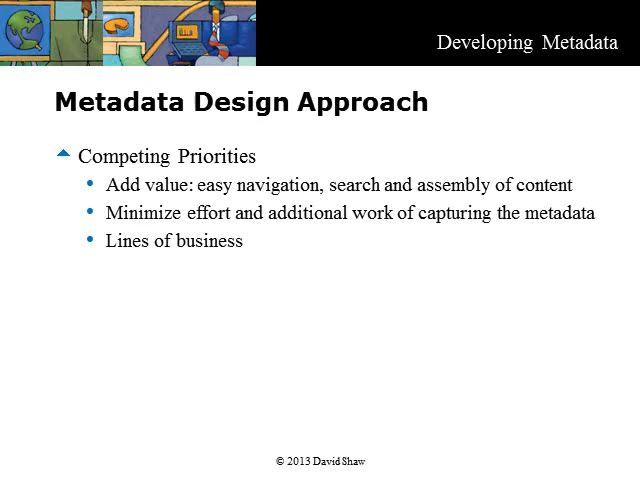 Developing Metadata
Metadata Design Approach
Competing Priorities
• Add value: easy navigation, search and assembly of content
• Minimize effort and additional work of capturing the metadata
• Lines of business
© 2013 David Shaw